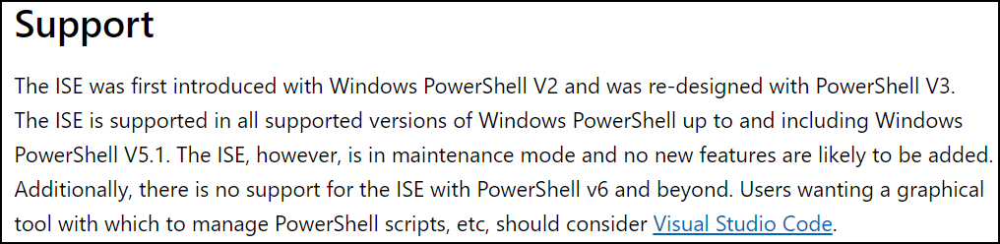 Support
The ISE was first introduced with Windows PowerShell V2 and was re-designed with PowerShell V3.
The ISE is supported in all supported versions of Windows PowerShell up to and including Windows
PowerShell V5.1. The ISE, however, is in maintenance mode and no new features are likely to be added.
Additionally, there is no support for the ISE with PowerShell v6 and beyond. Users wanting a graphical
tool with which to manage PowerShell scripts, etc, should consider Visual Studio Code.